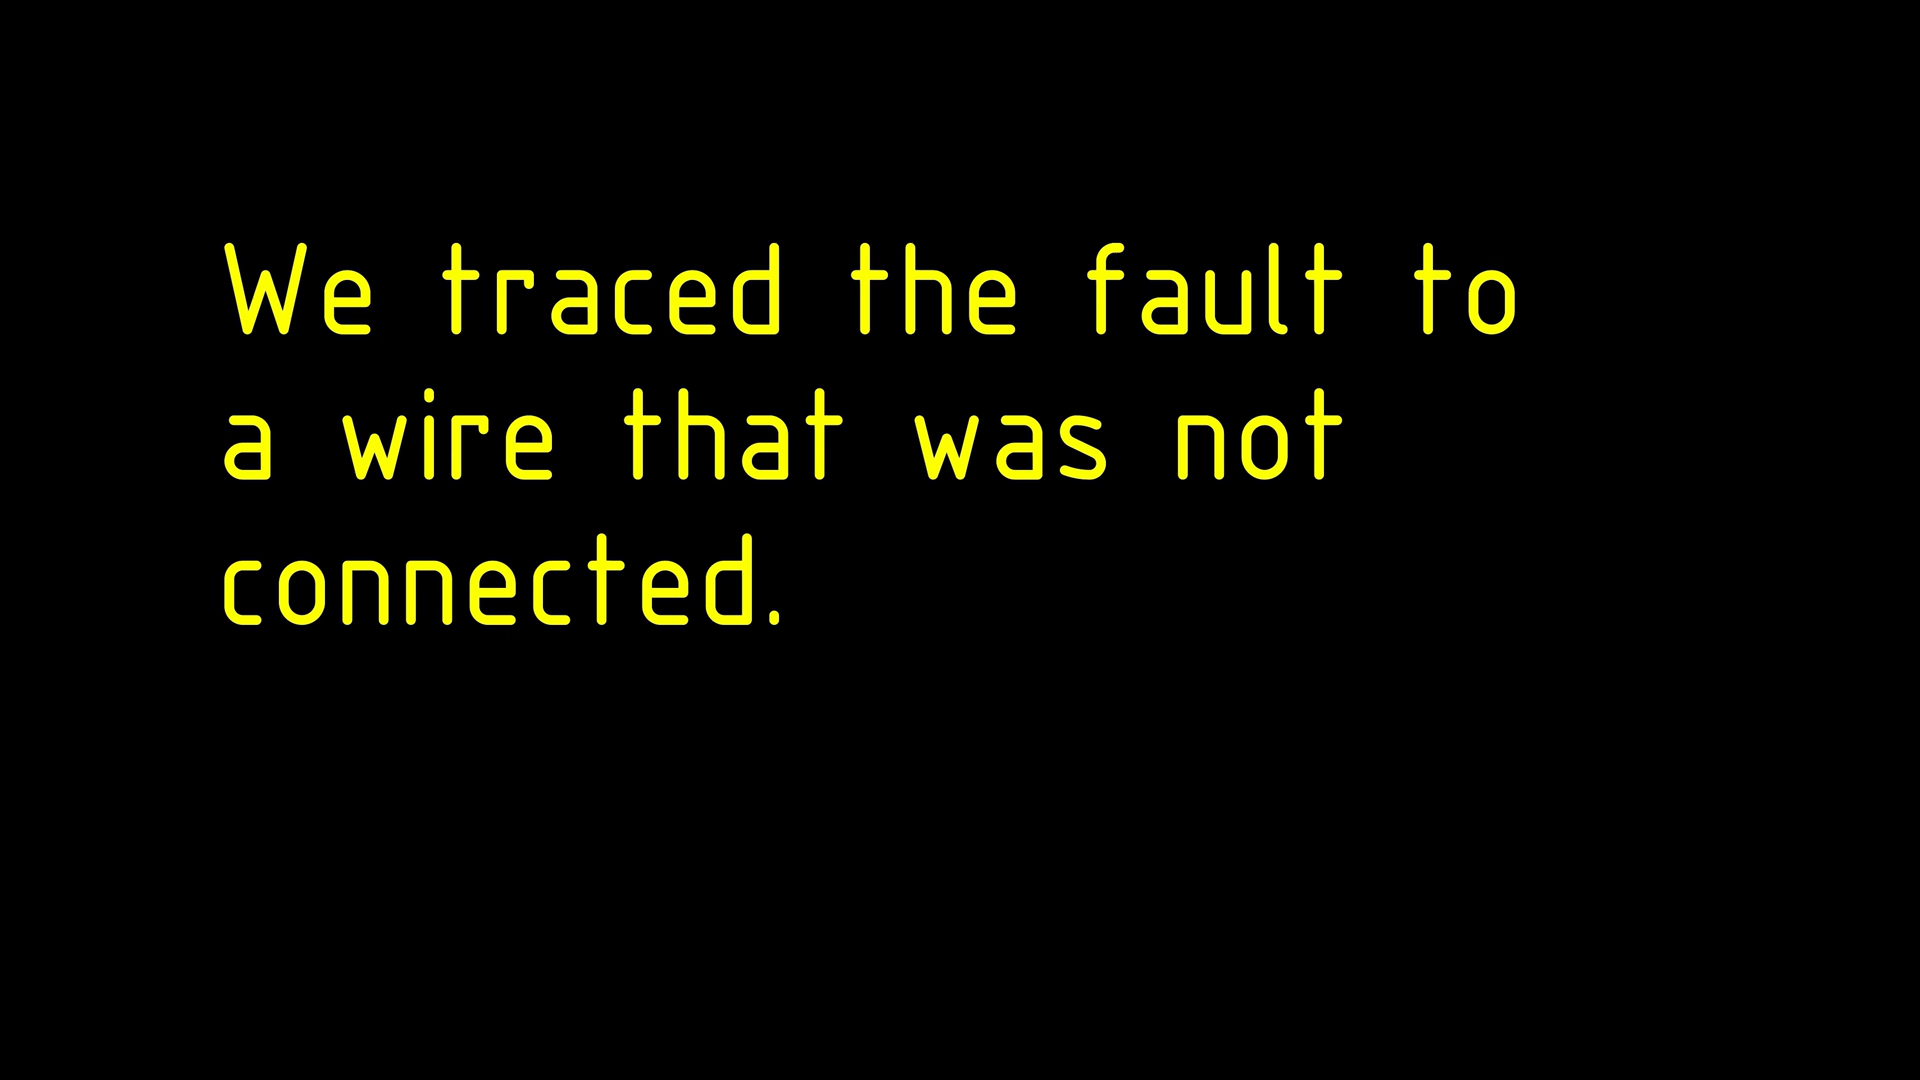 We traced the fault to
a wire that was not
connected.